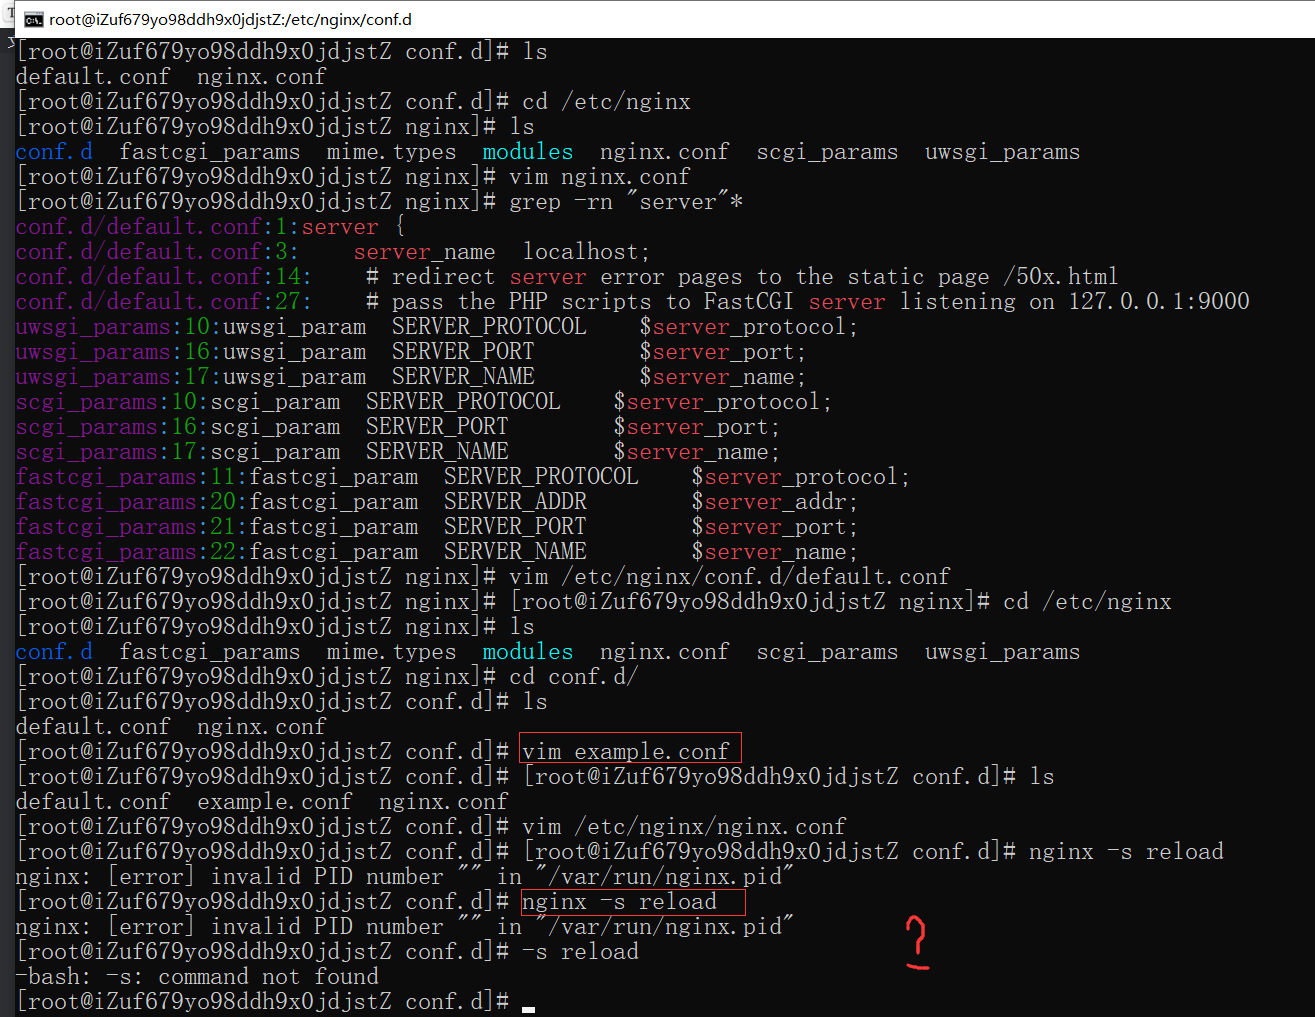 root@iZuf679yo98ddh9x0jdjstZ:/etc/nginx/conf.d
[root@iZuf679yo98ddh9x0jdjstZ conf.d]# ls
default.conf  nginx.conf
[root@iZuf679yo98ddh9x0jdjstZ conf.d]# cd /etc/nginx
[root@iZuf679yo98ddh9x0jdjstZ nginx]# ls
conf.d  fastcgi_params  mime.types  modules  nginx.conf  scgi_params  uwsgi_params
[root@iZuf679yo98ddh9x0jdjstZ nginx]# vim nginx.conf
[root@iZuf679yo98ddh9x0jdjstZ nginx]# grep -rn "server"*
conf.d/default.conf:1:server {
conf.d/default.conf:3:    server_name  localhost;
conf.d/default.conf:14:    # redirect server error pages to the static page /50x.html
conf.d/default.conf:27:    # pass the PHP scripts to FastCGI server listening on 127.0.0.1:9000
uwsgi_params:10:uwsgi_param  SERVER_PROTOCOL    $server_protocol;
uwsgi_params:16:uwsgi_param  SERVER_PORT        $server_port;
uwsgi_params:17:uwsgi_param  SERVER_NAME        $server_name;
scgi_params:10:scgi_param  SERVER_PROTOCOL    $server_protocol;
scgi_params:16:scgi_param  SERVER_PORT        $server_port;
scgi_params:17:scgi_param  SERVER_NAME        $server_name;
fastcgi_params:11:fastcgi_param  SERVER_PROTOCOL    $server_protocol;
fastcgi_params:20:fastcgi_param  SERVER_ADDR        $server_addr;
fastcgi_params:21:fastcgi_param  SERVER_PORT        $server_port;
fastcgi_params:22:fastcgi_param  SERVER_NAME        $server_name;
[root@iZuf679yo98ddh9x0jdjstZ nginx]# vim /etc/nginx/conf.d/default.conf
[root@iZuf679yo98ddh9x0jdjstZ nginx]# [root@iZuf679yo98ddh9x0jdjstZ nginx]# cd /etc/nginx
[root@iZuf679yo98ddh9x0jdjstZ nginx]# ls
conf.d  fastcgi_params  mime.types  modules  nginx.conf  scgi_params  uwsgi_params
[root@iZuf679yo98ddh9x0jdjstZ nginx]# cd conf.d/
[root@iZuf679yo98ddh9x0jdjstZ conf.d]# ls
default.conf  nginx.conf
[root@iZuf679yo98ddh9x0jdjstZ conf.d]# vim example.conf
[root@iZuf679yo98ddh9x0jdjstZ conf.d]# [root@iZuf679yo98ddh9x0jdjstZ conf.d]# ls
default.conf  example.conf  nginx.conf
[root@iZuf679yo98ddh9x0jdjstZ conf.d]# vim /etc/nginx/nginx.conf
[root@iZuf679yo98ddh9x0jdjstZ conf.d]# [root@iZuf679yo98ddh9x0jdjstZ conf.d]# nginx -s reload
nginx: [error] invalid PID number "" in "/var/run/nginx.pid"
[root@iZuf679yo98ddh9x0jdjstZ conf.d]# nginx -s reload
nginx: [error] invalid PID number "" in "/var/run/nginx.pid"
[root@iZuf679yo98ddh9x0jdjstZ conf.d]# -s reload
?
-bash: -s: command not found
[root@iZuf679yo98ddh9x0jdjstZ conf.d]#